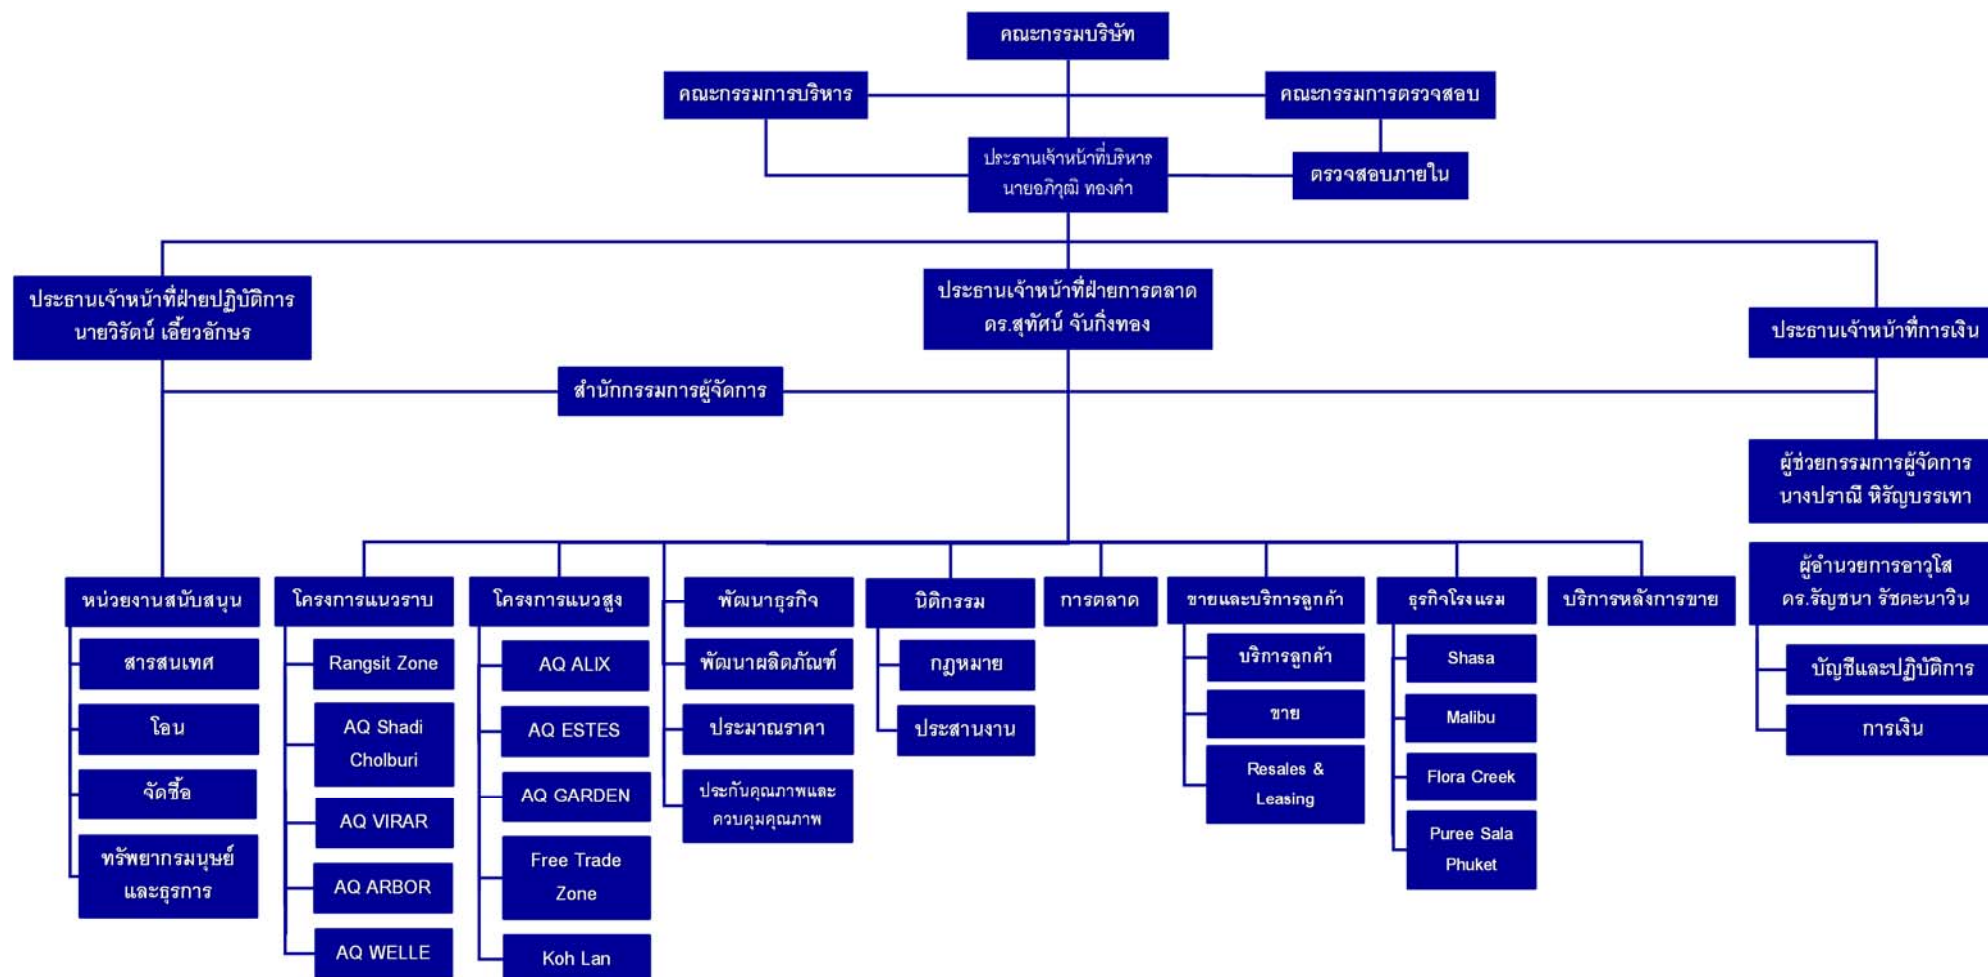 คณะกรรมบริษัท
คณะกรรมการบริหาร
คณะกรรมการตรวจสอบ
ประธานเจ้าหน้าที่บริหาร
นายอภิวุฒิ ทองคำ
ตรวจสอบภายใน
ประธานเจ้าหน้าที่ฝ่ายปฏิบัติการ
นายวิรัตน์ เอี้ยวอักษร
ประธานเจ้าหน้าที่ฝ่ายการตลาด
ดร.สุทัศน์ จันกิ่งทอง
ประธานเจ้าหน้าที่การเงิน
สำนักกรรมการผู้จัดการ
ผู้ช่วยกรรมการผู้จัดการ
นางปราณี หิรัญบรรเทา
ผู้อำนวยการอาวุโส
ดร.รัญชนา รัชตะนาวิน
บัญชีและปฏิบัติการ
การเงิน
หน่วยงานสนับสนุน
สารสนเทศ
โอน
จัดซื้อ
ทรัพยากรมนุษย์
และธุรการ
โครงการแนวราบ
Rangsit Zone
AQ Shadi
Cholburi
AQ VIRAR
AQ ARBOR
AQ WELLE
โครงการแนวสูง
AQ ALIX
AQ ESTES
AQ GARDEN
Free Trade
Zone
Koh Lan
พัฒนาธุรกิจ
พัฒนาผลิตภัณฑ์
ประมาณราคา
ประกันคุณภาพและ
ควบคุมคุณภาพ
นิติกรรม
กฎหมาย
ประสานงาน
การตลาด
ขายและบริการลูกค้า
บริการลูกค้า
ขาย
Resales &
Leasing
ธุรกิจโรงแรม
Shasa
Malibu
Flora Creek
Puree Sala
Phuket
บริการหลังการขาย